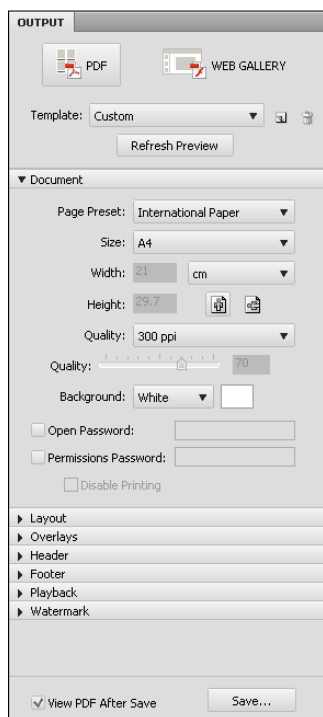 OUTPUT
PDF WEB GALLERY
Template: Custom
Refresh Preview
Document
Page Preset: International Paper
Size: A4
Width: 21 cm
Height: 29.7
Quality: 300 ppi
Quality: 70
Background: White
Open Password:
Permissions Password:
Disable Printing
Layout
Overlays
Header
Footer
Playback
Watermark
View PDF After Save Save...